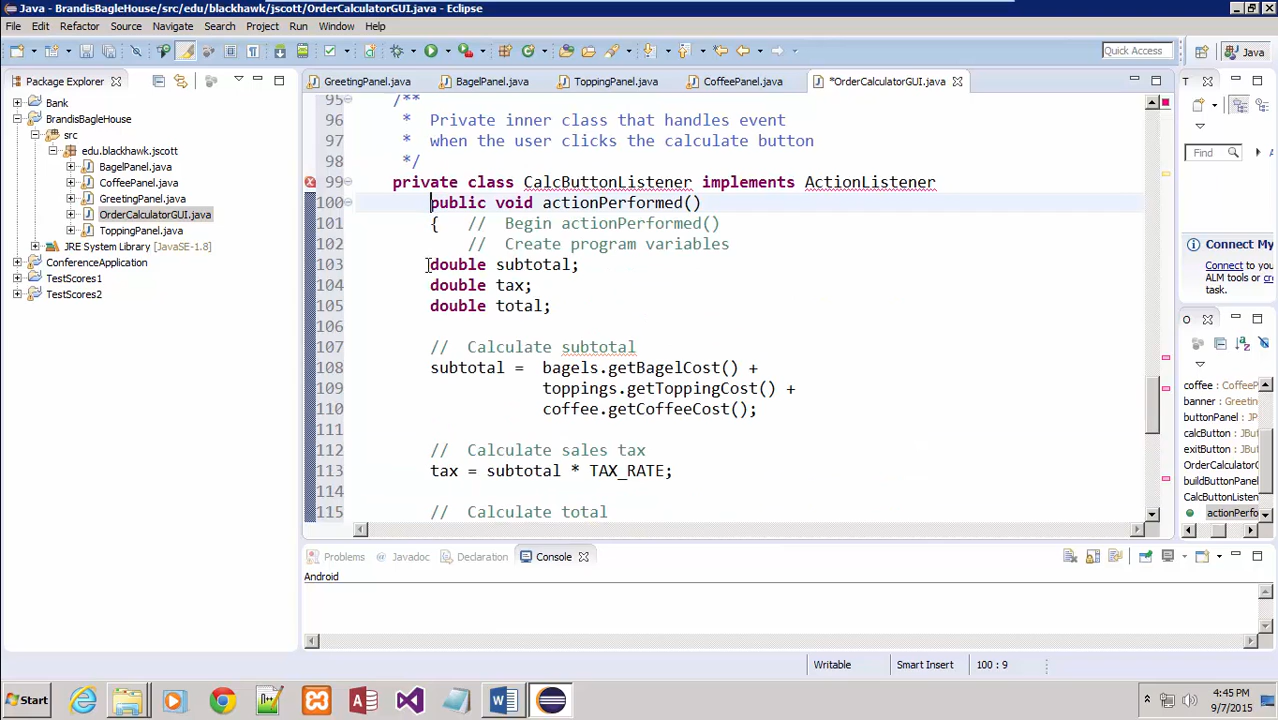 Java - BrandisBagleHouse/src/edu/blackhawk/jscott/OrderCalculatorGUI.java - Eclipse
File Edit Refactor Source Navigate Search Project Run Window Help
Quick Access
Java
Package Explorer
GreetingPanel.java
BagelPanel.java
ToppingPanel.java
CoffeePanel.java
*OrderCalculatorGUI.java
T
Bank
BrandisBagleHouse
src
edu.blackhawk.jscott
BagelPanel.java
CoffeePanel.java
GreetingPanel.java
OrderCalculatorGUI.java
ToppingPanel.java
JRE System Library [JavaSE-1.8]
ConferenceApplication
TestScores1
TestScores2
95 /**
96 * Private inner class that handles event
97 * when the user clicks the calculate button
98 */
99 private class CalcButtonListener implements ActionListener
100 public void actionPerformed()
101 { // Begin actionPerformed()
102 // Create program variables
103 double subtotal;
104 double tax;
105 double total;
106
107 // Calculate subtotal
108 subtotal = bagels.getBagelCost() +
109 toppings.getToppingCost() +
110 coffee.getCoffeeCost();
111
112 // Calculate sales tax
113 tax = subtotal * TAX_RATE;
114
115 // Calculate total
Find
A
Connect My
Connect to your
ALM tools or create
task.
O
coffee : CoffeeP
banner : Greeting
buttonPanel : JP
calcButton : JBut
exitButton : JBut
OrderCalculatorG
buildButtonPanel
CalcButtonListen
actionPerfo
Problems
Javadoc
Declaration
Console
Android
Writable
Smart Insert
100 : 9
Start
4:45 PM
9/7/2015